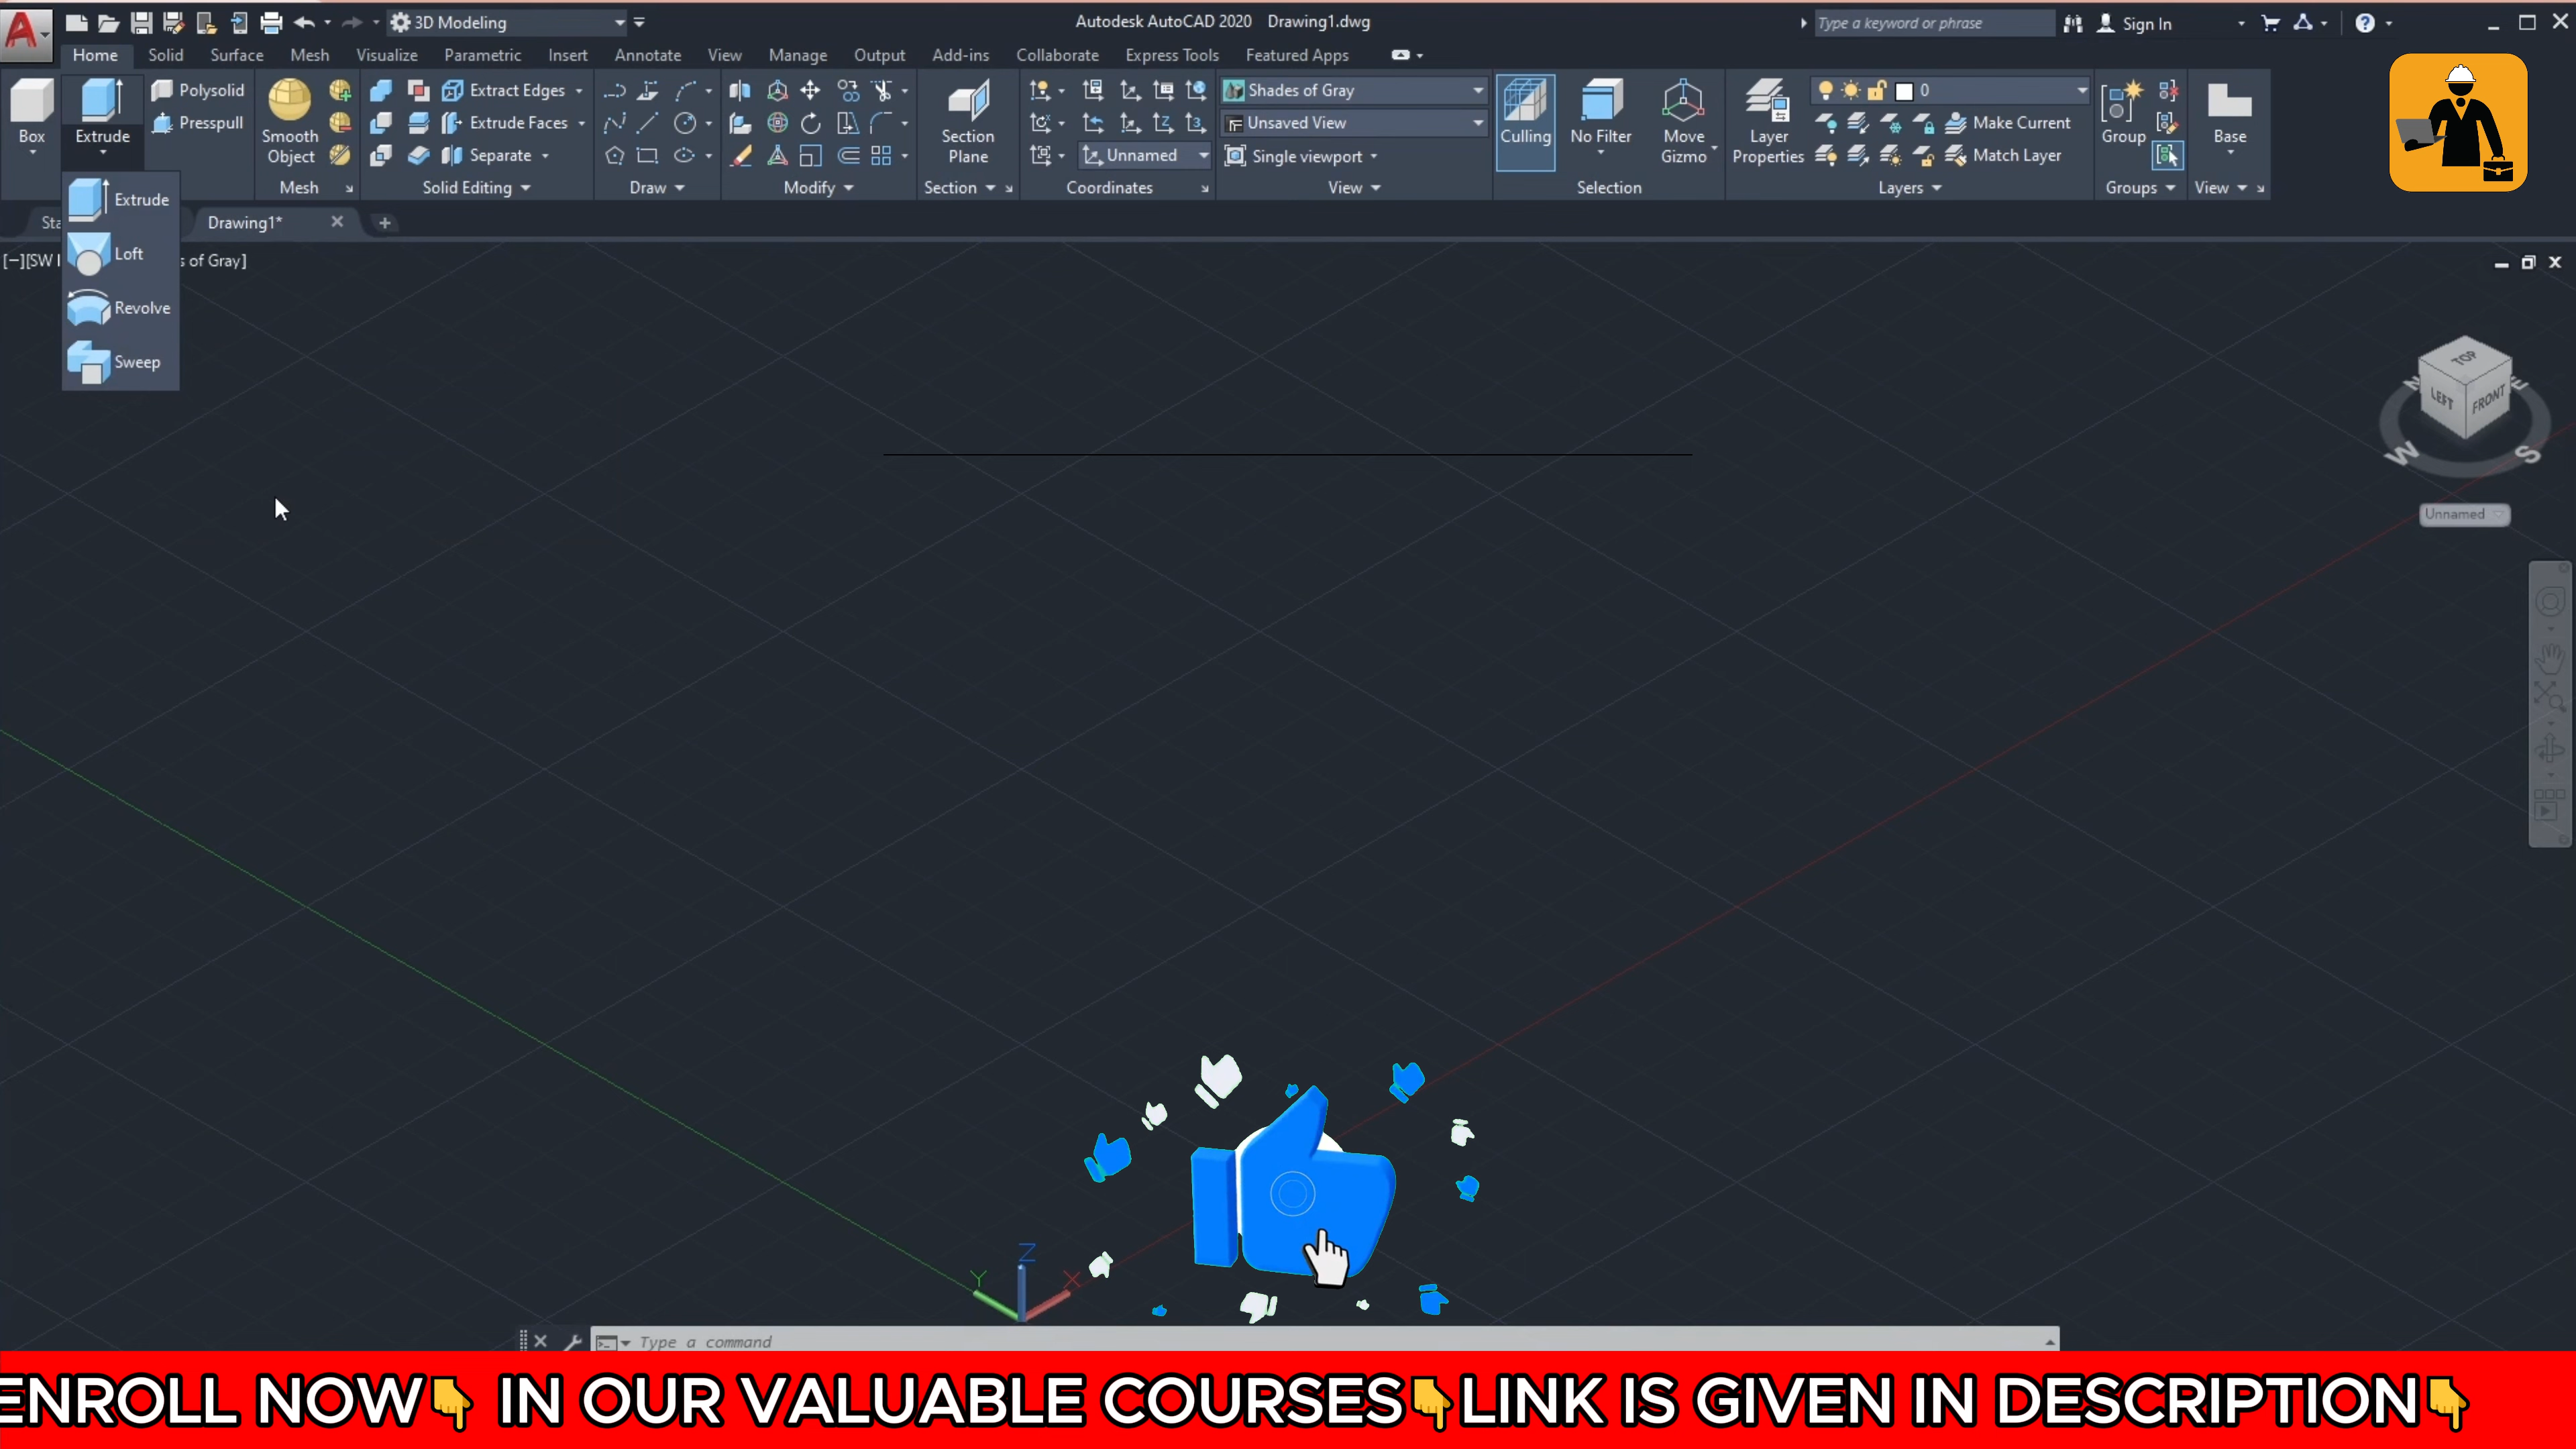 3D Modeling
Autodesk AutoCAD 2020 Drawing1.dwg
Type a keyword or phrase
Sign In
Home Solid Surface Mesh Visualize Parametric Insert Annotate View Manage Output Add-ins Collaborate Express Tools Featured Apps
Box
Extrude
Polysolid
Presspull
Smooth
Object
Extract Edges
Extrude Faces
Separate
Section
Plane
Unnamed
Shades of Gray
Unsaved View
Single viewport
Culling
No Filter
Move
Gizmo
Layer
Properties
0
Make Current
Match Layer
Group
Base
Mesh Solid Editing Draw Modify Section Coordinates View Selection Layers Groups View
Extrude
Loft
Revolve
Sweep
Sta
Drawing1*
[−][SW
s of Gray]
TOP
LEFT
FRONT
N
E
W
S
Unnamed
Z
Y
X
Type a command
ENROLL NOW👇 IN OUR VALUABLE COURSES👇LINK IS GIVEN IN DESCRIPTION👇